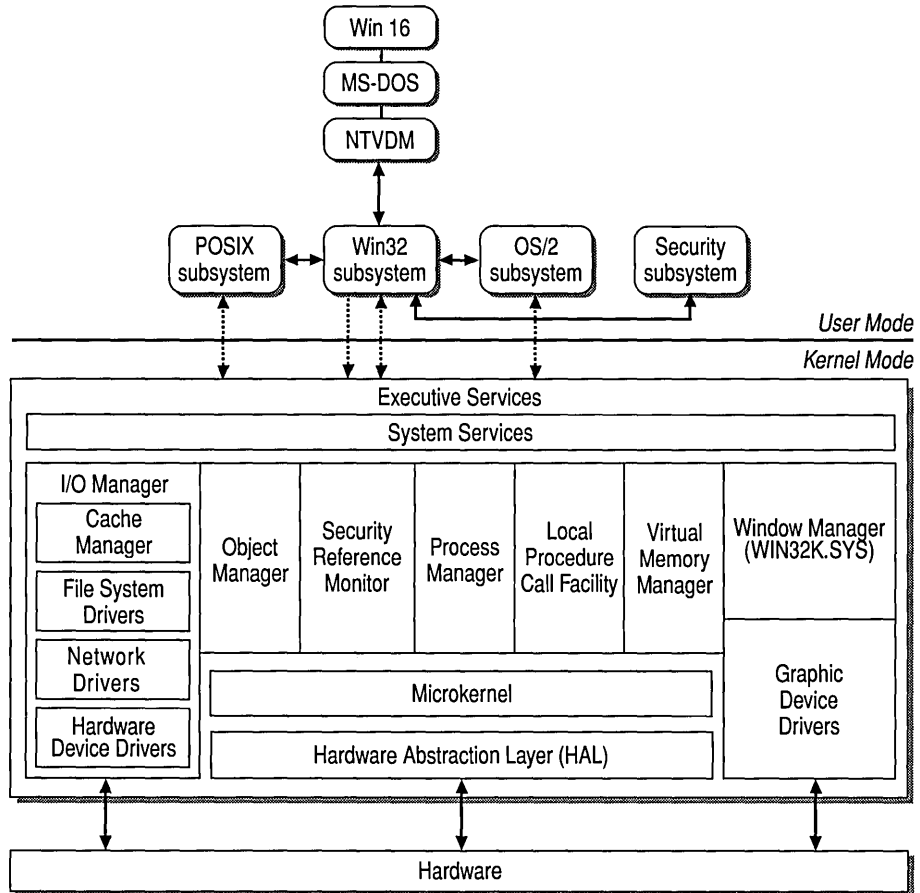 Win 16
MS-DOS
NTVDM
POSIX
subsystem
Win32
subsystem
OS/2
subsystem
Security
subsystem
User Mode
Kernel Mode
Executive Services
System Services
I/O Manager
Cache
Manager
File System
Drivers
Network
Drivers
Hardware
Device Drivers
Object
Manager
Security
Reference
Monitor
Process
Manager
Local
Procedure
Call Facility
Virtual
Memory
Manager
Window Manager
(WIN32K.SYS)
Graphic
Device
Drivers
Microkernel
Hardware Abstraction Layer (HAL)
Hardware